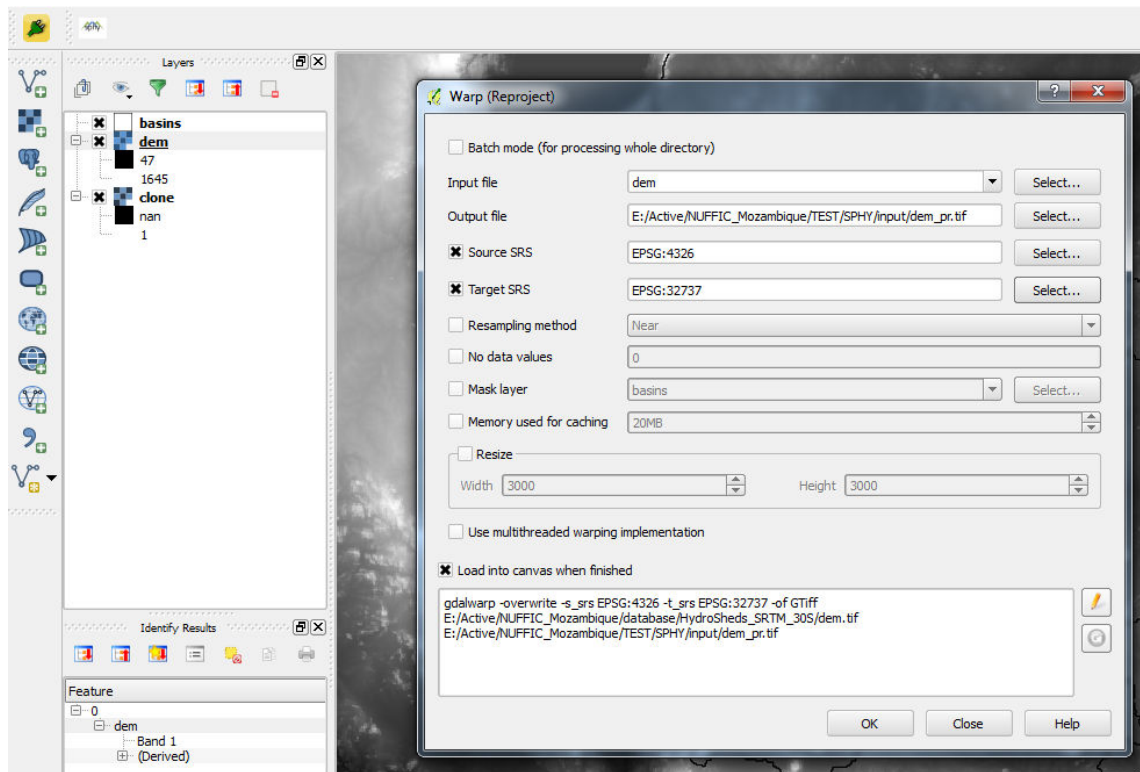 Layers
basins
dem
47
1645
clone
nan
1
Identify Results
Feature
0
dem
Band 1
(Derived)
Warp (Reproject)
Batch mode (for processing whole directory)
Input file dem Select...
Output file E:/Active/NUFFIC_Mozambique/TEST/SPHY/input/dem_pr.tif Select...
Source SRS EPSG:4326 Select...
Target SRS EPSG:32737 Select...
Resampling method Near
No data values 0
Mask layer basins Select...
Memory used for caching 20MB
Resize
Width 3000 Height 3000
Use multithreaded warping implementation
Load into canvas when finished
gdalwarp -overwrite -s_srs EPSG:4326 -t_srs EPSG:32737 -of GTiff
E:/Active/NUFFIC_Mozambique/database/HydroSheds_SRTM_30S/dem.tif
E:/Active/NUFFIC_Mozambique/TEST/SPHY/input/dem_pr.tif
OK Close Help